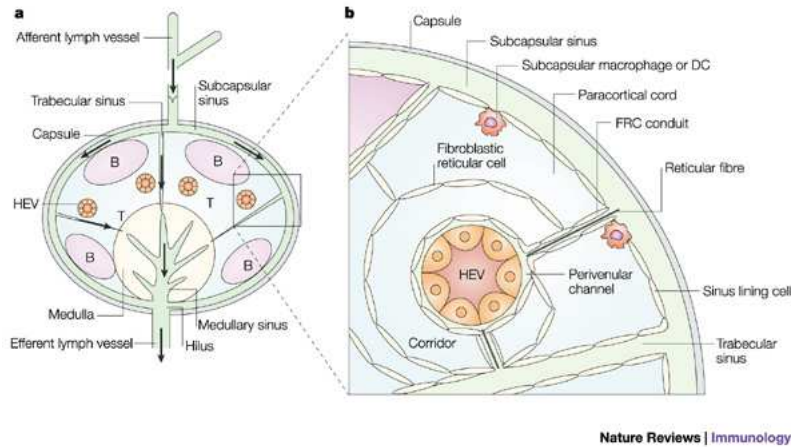 a
Afferent lymph vessel
Trabecular sinus
Subcapsular
sinus
Capsule
B
B
HEV
T
T
B
B
Medulla
Medullary sinus
Efferent lymph vessel
Hilus
b
Capsule
Subcapsular sinus
Subcapsular macrophage or DC
Paracortical cord
FRC conduit
Fibroblastic
reticular cell
Reticular fibre
HEV
Perivenular
channel
Sinus lining cell
Corridor
Trabecular
sinus
Nature Reviews | Immunology